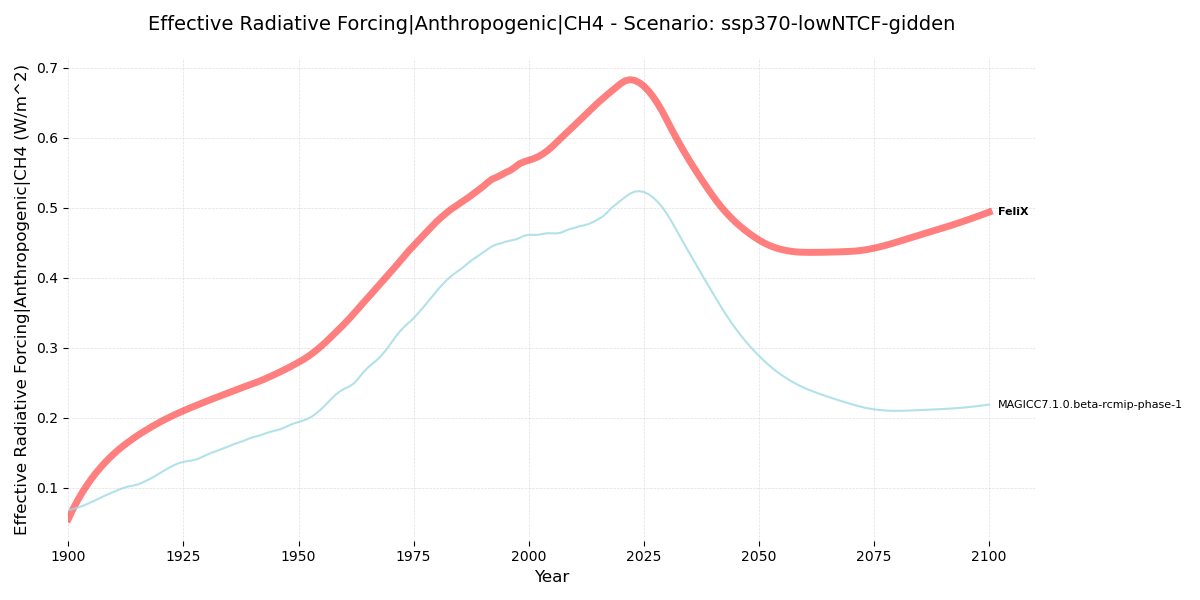 Effective Radiative Forcing|Anthropogenic|CH4 - Scenario: ssp370-lowNTCF-gidden
Effective Radiative Forcing|Anthropogenic|CH4 (W/m^2)
0.7
0.6
0.5
0.4
0.3
0.2
0.1
FeliX
MAGICC7.1.0.beta-rcmip-phase-1
1900 1925 1950 1975 2000 2025 2050 2075 2100
Year